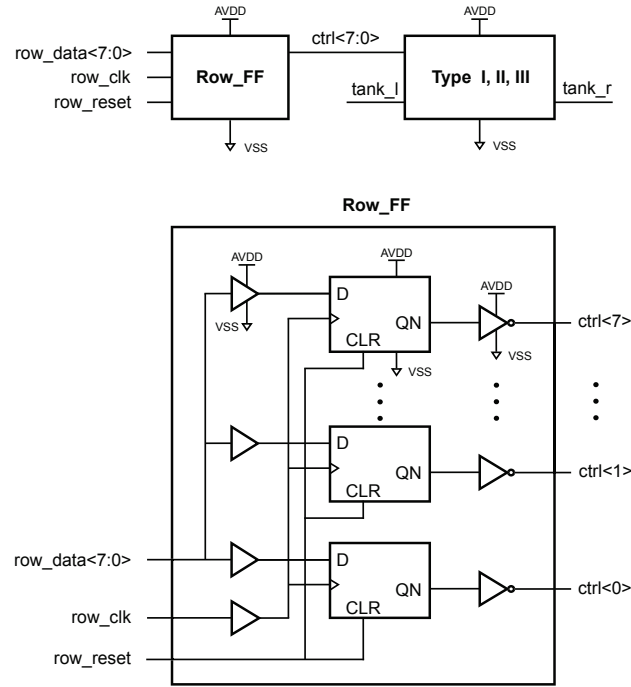 AVDD AVDD
row_data<7:0> ctrl<7:0>
row_clk Row_FF Type I, II, III
row_reset tank_l tank_r
VSS VSS
Row_FF
AVDD AVDD
D AVDD
QN ctrl<7>
VSS CLR
VSS VSS
D
QN ctrl<1>
CLR
row_data<7:0> D
QN ctrl<0>
row_clk CLR
row_reset